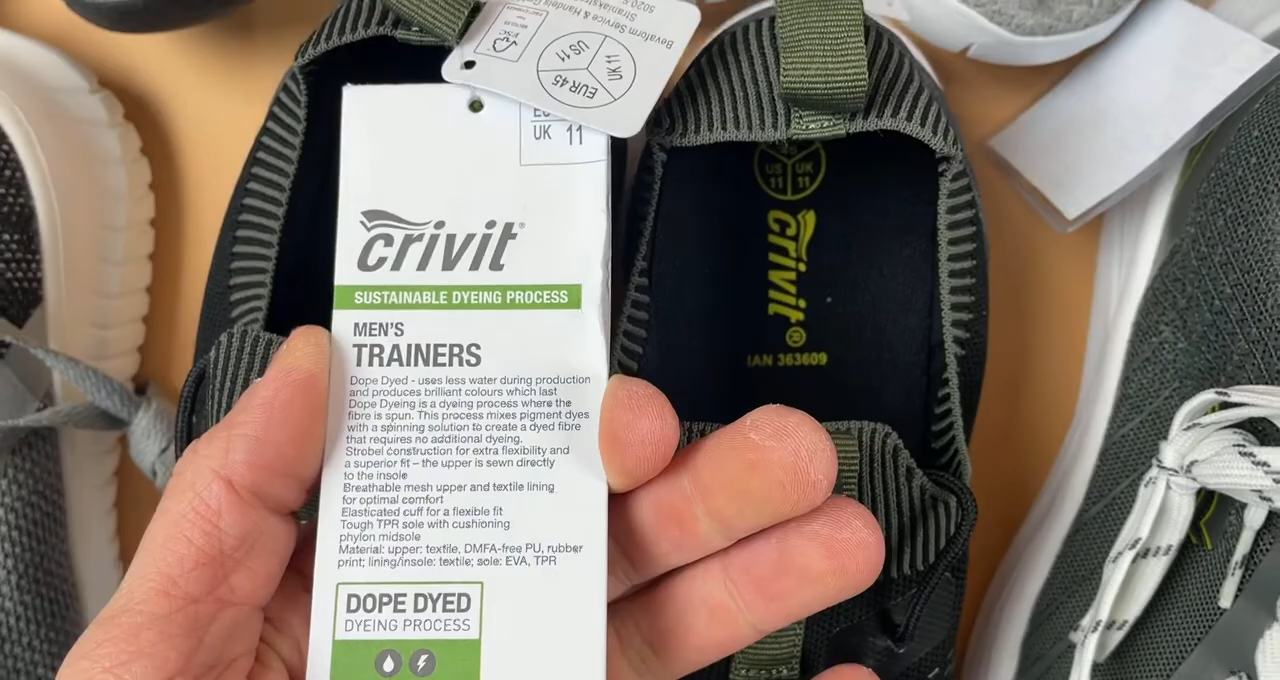 Bevaform Service & Handels
5020 S
UK 11
US 11
EUR 45
UK 11
crivit®
SUSTAINABLE DYEING PROCESS
MEN'S
TRAINERS
Dope Dyed - uses less water during production
and produces brilliant colours which last
Dope Dyeing is a dyeing process where the
fibre is spun. This process mixes pigment dyes
with a spinning solution to create a dyed fibre
that requires no additional dyeing.
Strobel construction for extra flexibility and
a superior fit – the upper is sewn directly
to the insole
Breathable mesh upper and textile lining
for optimal comfort
Elasticated cuff for a flexible fit
Tough TPR sole with cushioning
phylon midsole
Material: upper: textile, DMFA-free PU, rubber
print; lining/insole: textile; sole: EVA, TPR
DOPE DYED
DYEING PROCESS
US 11
UK 11
crivit®
IAN 363609